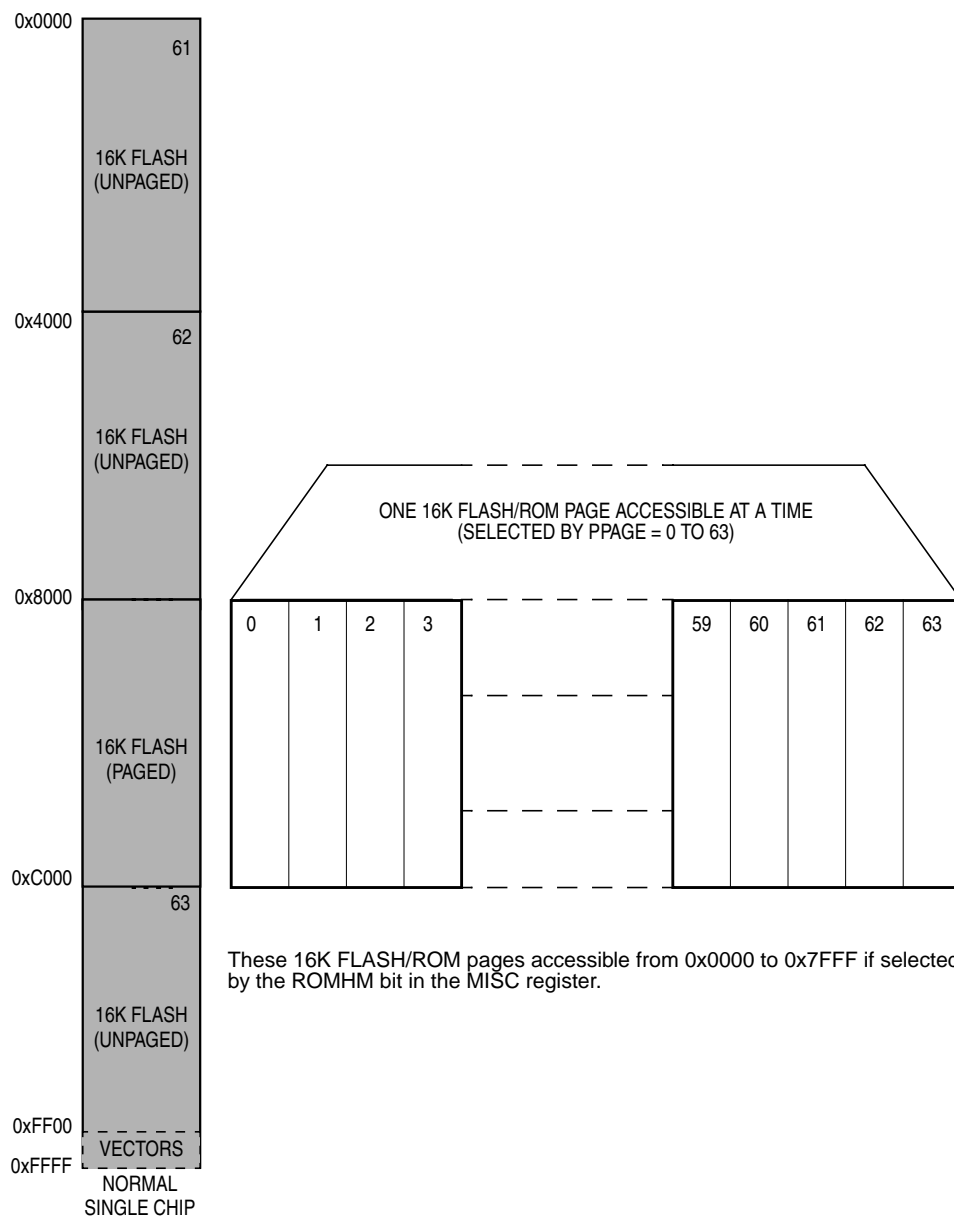 0x0000
61
16K FLASH
(UNPAGED)
0x4000
62
16K FLASH
(UNPAGED)
ONE 16K FLASH/ROM PAGE ACCESSIBLE AT A TIME
(SELECTED BY PPAGE = 0 TO 63)
0x8000
0 1 2 3 59 60 61 62 63
16K FLASH
(PAGED)
0xC000
63
These 16K FLASH/ROM pages accessible from 0x0000 to 0x7FFF if selected
by the ROMHM bit in the MISC register.
16K FLASH
(UNPAGED)
0xFF00
VECTORS
0xFFFF
NORMAL
SINGLE CHIP